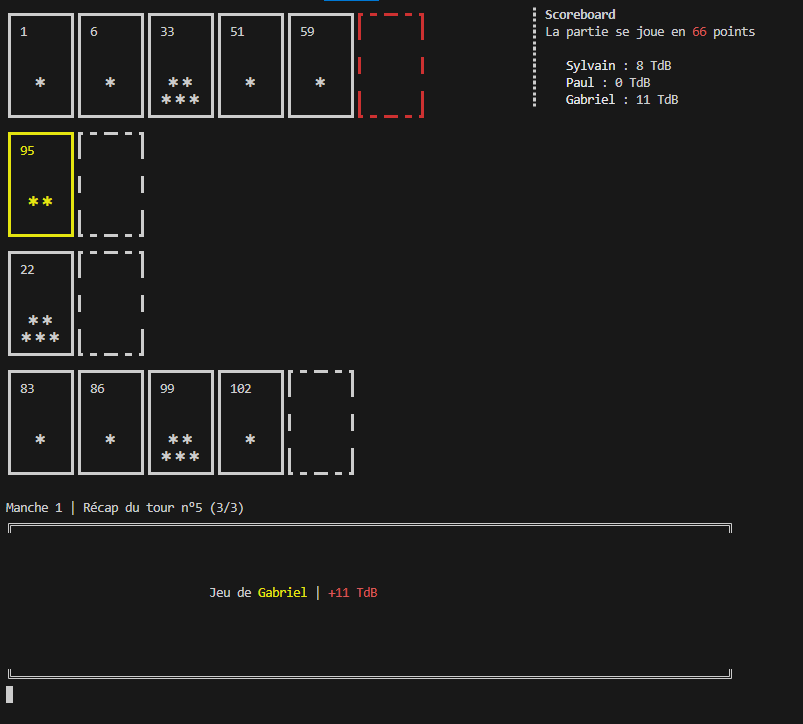 Scoreboard
La partie se joue en 66 points
Sylvain : 8 TdB
Paul : 0 TdB
Gabriel : 11 TdB
1 6 33 51 59
* * ** * *
***
95
**
22
**
***
83 86 99 102
* * ** *
***
Manche 1 | Récap du tour n°5 (3/3)
Jeu de Gabriel | +11 TdB